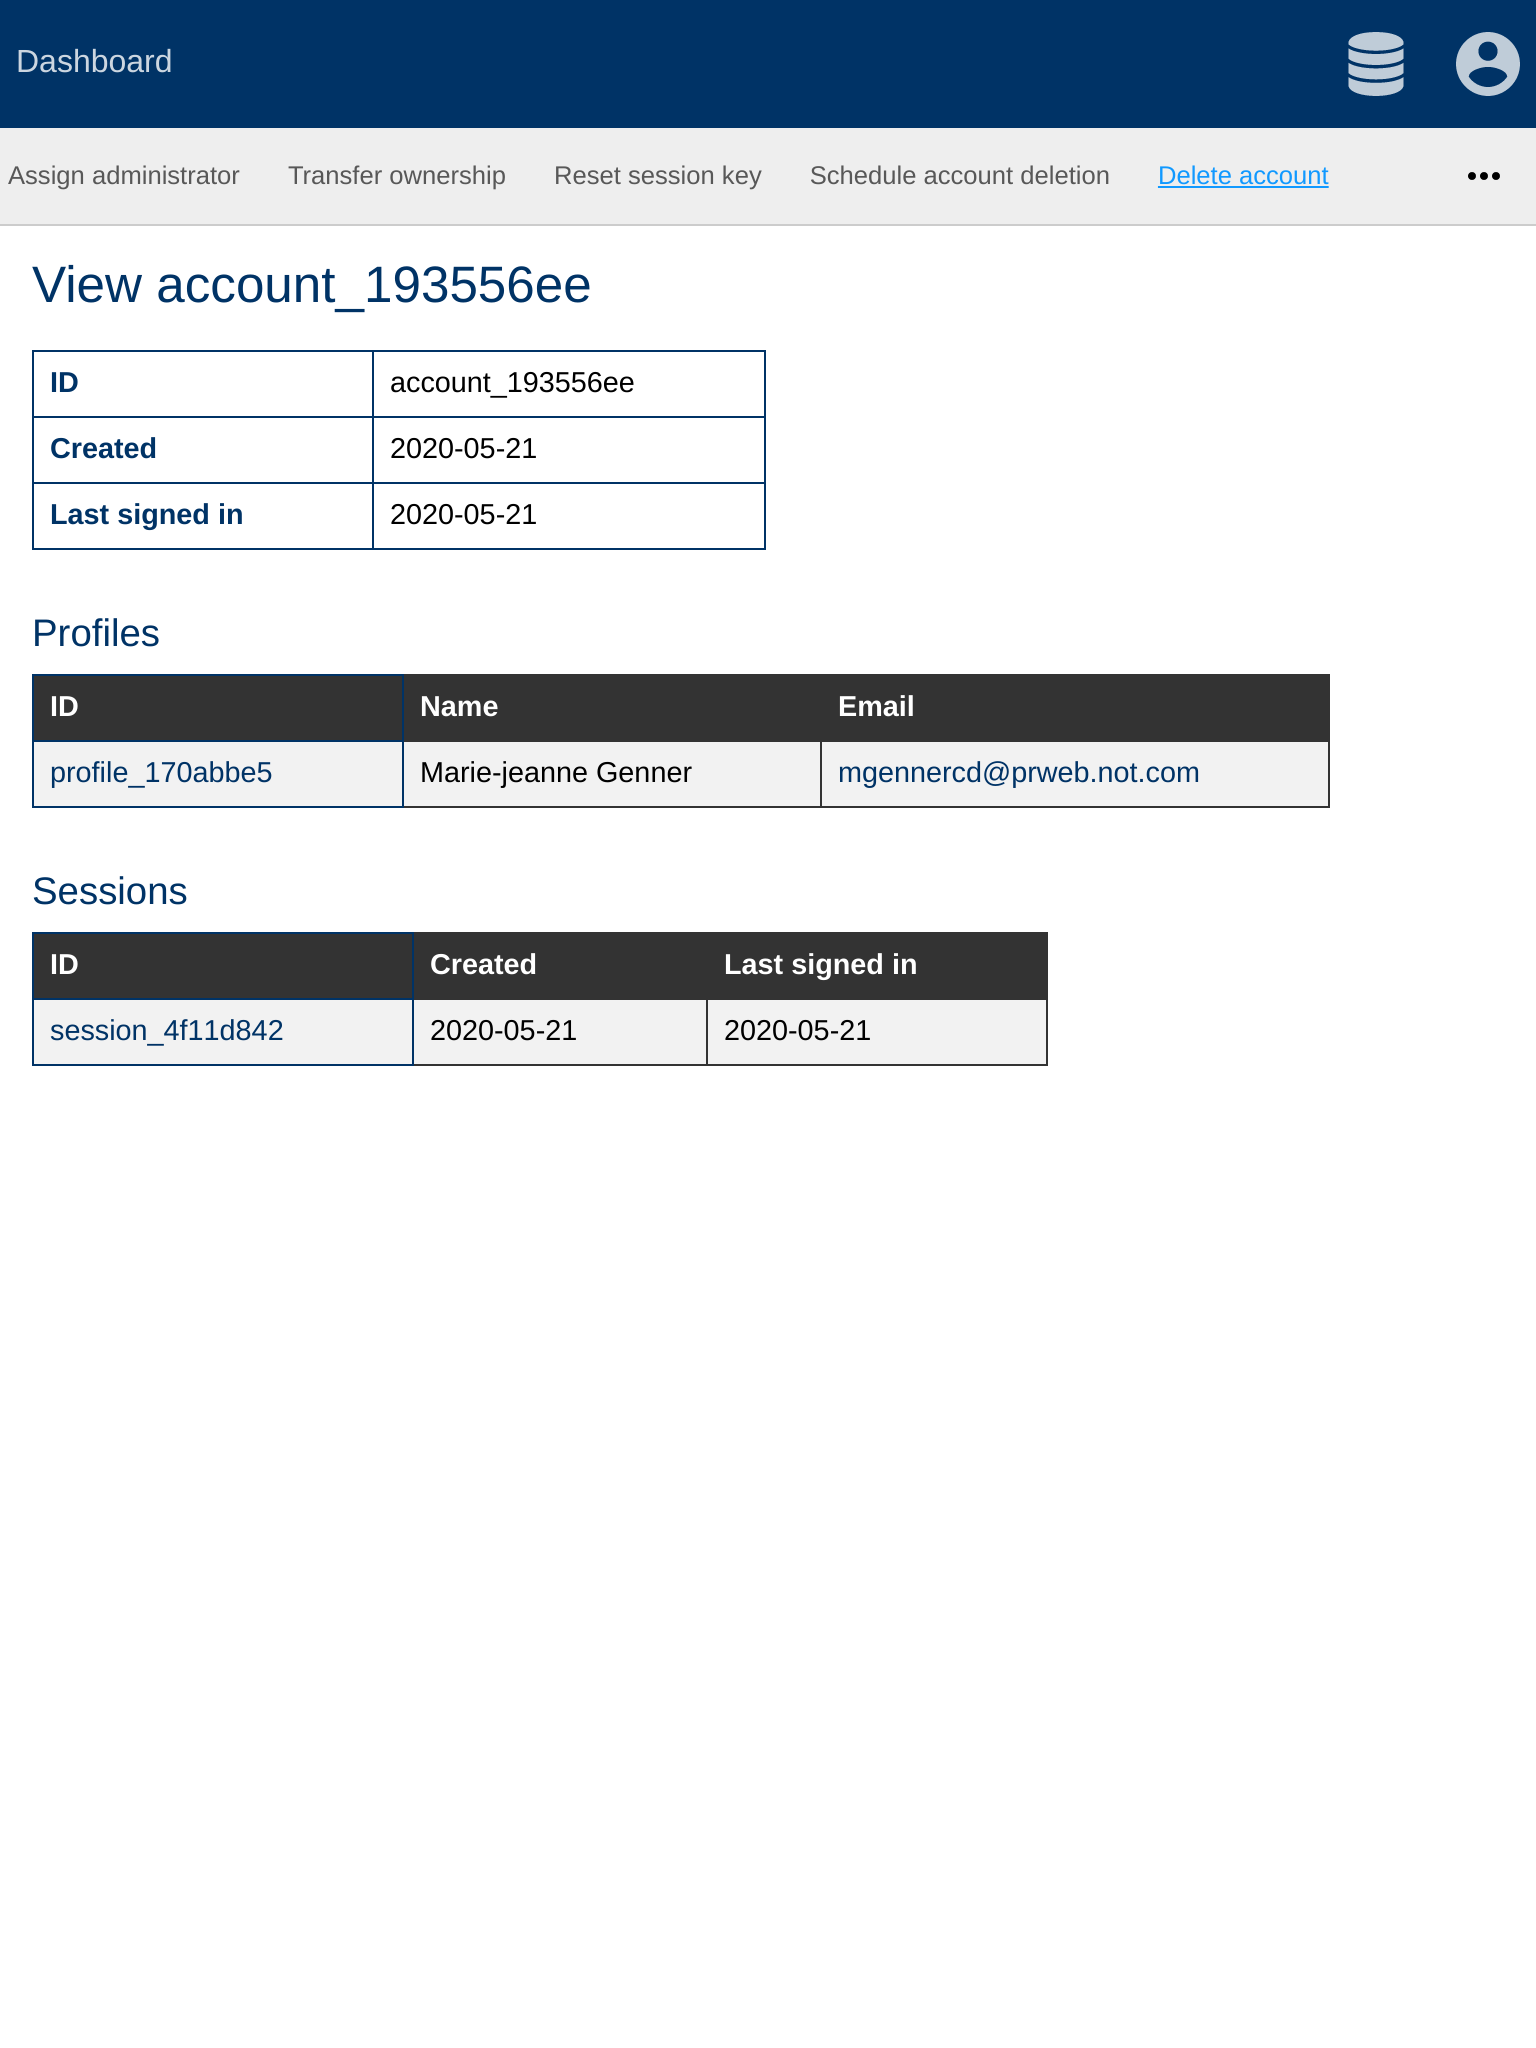 Dashboard
Assign administrator Transfer ownership Reset session key Schedule account deletion Delete account
View account_193556ee
ID account_193556ee
Created 2020-05-21
Last signed in 2020-05-21
Profiles
ID Name Email
profile_170abbe5 Marie-jeanne Genner mgennercd@prweb.not.com
Sessions
ID Created Last signed in
session_4f11d842 2020-05-21 2020-05-21